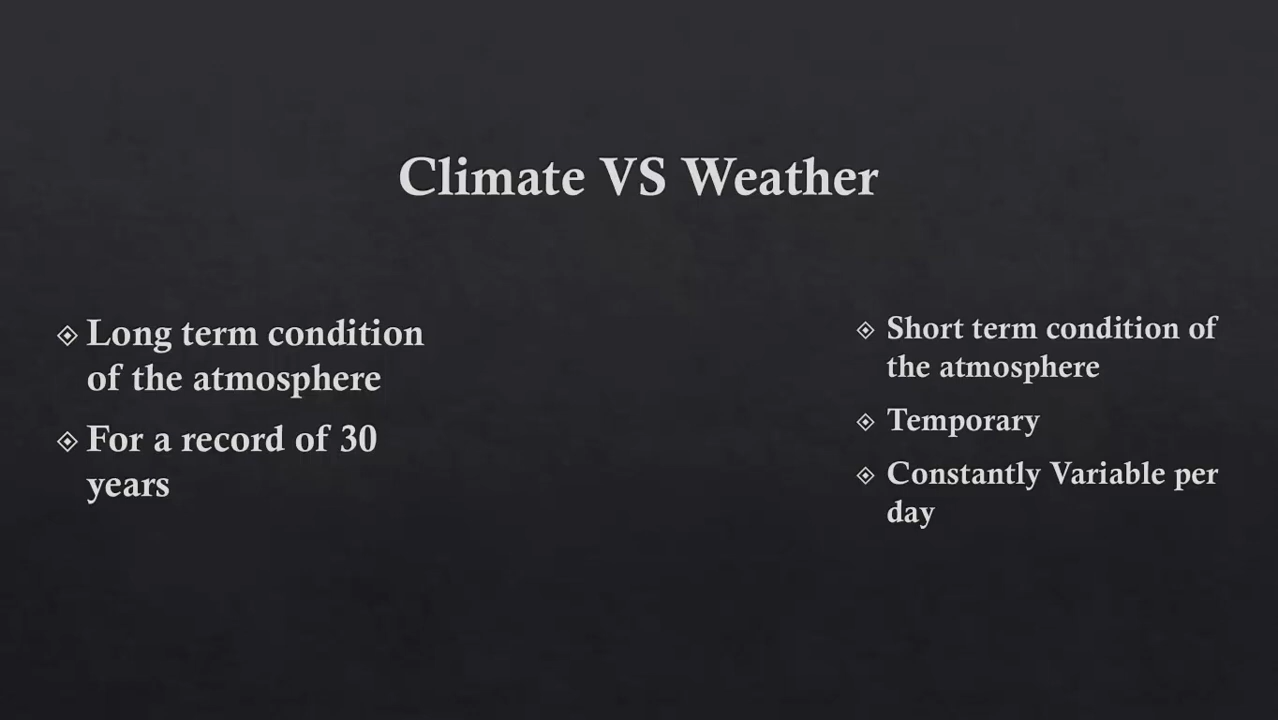 Climate VS Weather
Long term condition
of the atmosphere
For a record of 30
years
Short term condition of
the atmosphere
Temporary
Constantly Variable per
day